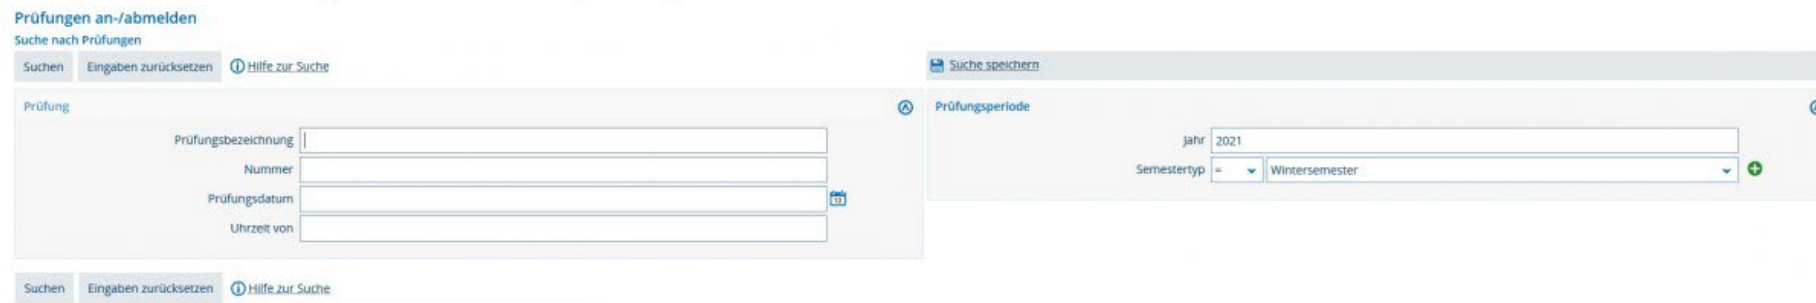 Prüfungen an-/abmelden
Suche nach Prüfungen
Suchen Eingaben zurücksetzen Hilfe zur Suche
Suche speichern
Prüfung
Prüfungsbezeichnung
Nummer
Prüfungsdatum
12
Uhrzeit von
Prüfungsperiode
Jahr 2021
Semestertyp = Wintersemester
Suchen Eingaben zurücksetzen Hilfe zur Suche